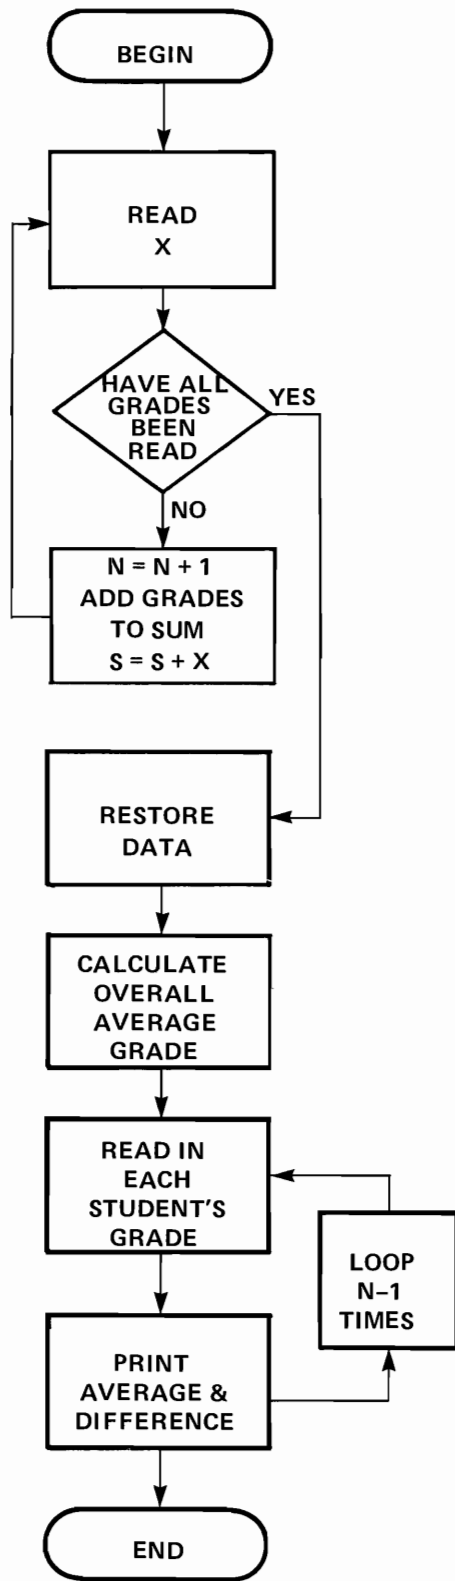 BEGIN
READ
X
HAVE ALL
GRADES
BEEN
READ
YES
NO
N = N + 1
ADD GRADES
TO SUM
S = S + X
RESTORE
DATA
CALCULATE
OVERALL
AVERAGE
GRADE
READ IN
EACH
STUDENT'S
GRADE
LOOP
N–1
TIMES
PRINT
AVERAGE &
DIFFERENCE
END